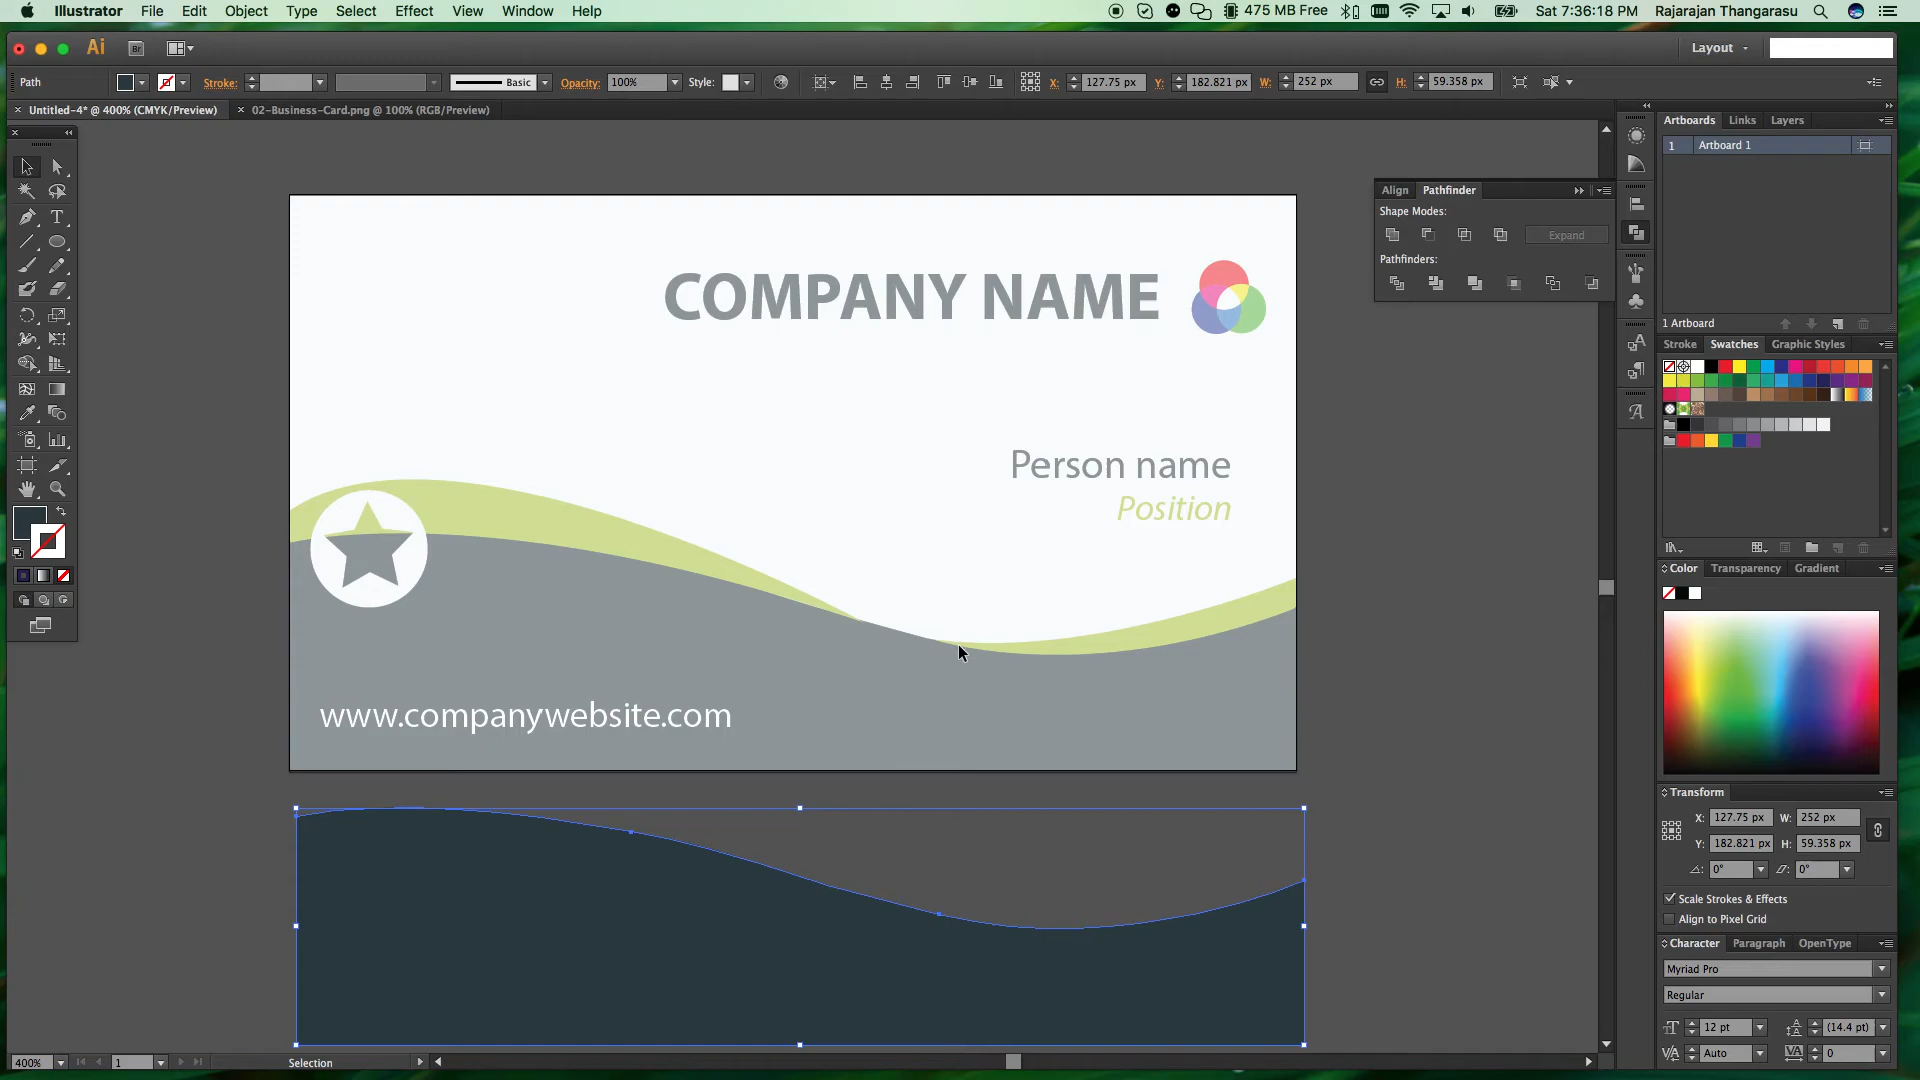 Illustrator File Edit Object Type Select Effect View Window Help
475 MB Free Sat 7:36:18 PM Rajarajan Thangarasu
Ai Br Layout
Path Stroke: Basic Opacity: 100% Style: X: 127.75 px Y: 182.821 px W: 252 px H: 59.358 px
Untitled-4* @ 400% (CMYK/Preview) 02-Business-Card.png @ 100% (RGB/Preview)
Artboards Links Layers
1 Artboard 1
Align Pathfinder
Shape Modes:
Expand
Pathfinders:
COMPANY NAME
1 Artboard
Stroke Swatches Graphic Styles
Person name
Position
Color Transparency Gradient
www.companywebsite.com
Transform
X: 127.75 px W: 252 px
Y: 182.821 px H: 59.358 px
0° 0°
Scale Strokes & Effects
Align to Pixel Grid
Character Paragraph OpenType
Myriad Pro
Regular
12 pt (14.4 pt)
Auto 0
400% 1 Selection